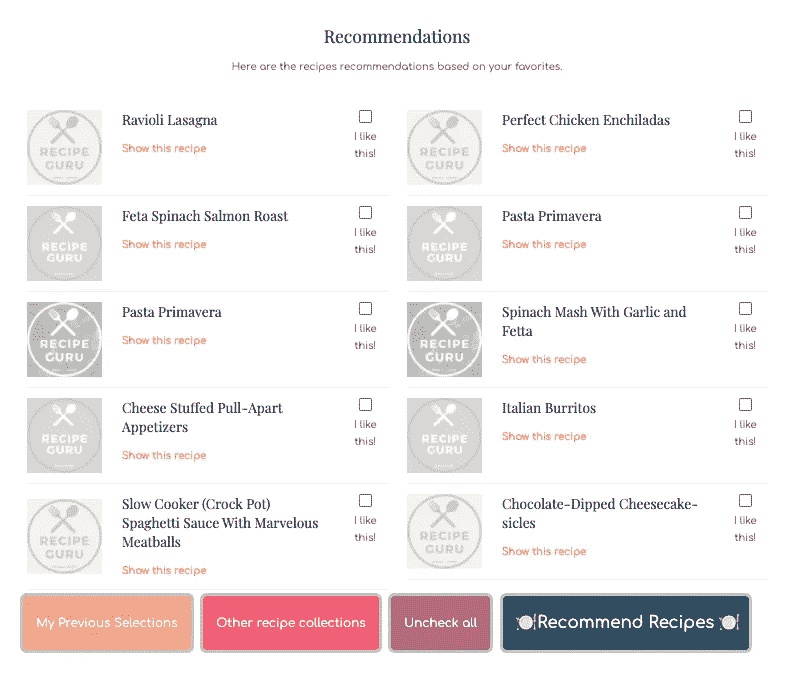 Recommendations
Here are the recipes recommendations based on your favorites.
RECIPE
GURU
Ravioli Lasagna
Show this recipe
I like
this!
RECIPE
GURU
Perfect Chicken Enchiladas
Show this recipe
I like
this!
RECIPE
GURU
Feta Spinach Salmon Roast
Show this recipe
I like
this!
RECIPE
GURU
Pasta Primavera
Show this recipe
I like
this!
RECIPE
GURU
Pasta Primavera
Show this recipe
I like
this!
RECIPE
GURU
Spinach Mash With Garlic and
Fetta
Show this recipe
I like
this!
RECIPE
GURU
Cheese Stuffed Pull-Apart
Appetizers
Show this recipe
I like
this!
RECIPE
GURU
Italian Burritos
Show this recipe
I like
this!
RECIPE
GURU
Slow Cooker (Crock Pot)
Spaghetti Sauce With Marvelous
Meatballs
Show this recipe
I like
this!
RECIPE
GURU
Chocolate-Dipped Cheesecake-
sicles
Show this recipe
I like
this!
My Previous Selections
Other recipe collections
Uncheck all
Recommend Recipes